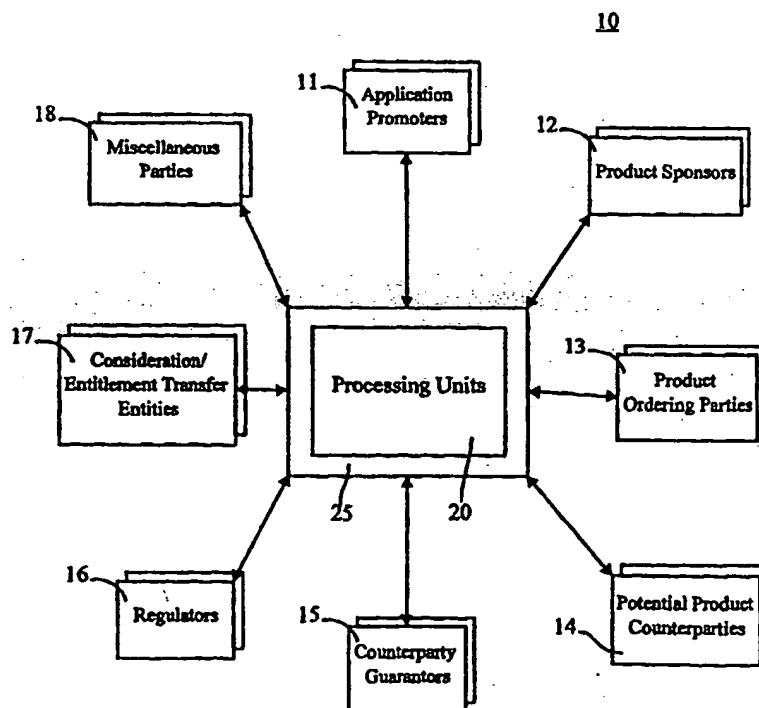 10
11
Application
Promoters
18
Miscellaneous
Parties
12
Product Sponsors
17
Consideration/
Entitlement Transfer
Entities
Processing Units
13
Product
Ordering Parties
25
20
16
Regulators
15
Counterparty
Guarantors
Potential Product
Counterparties
14